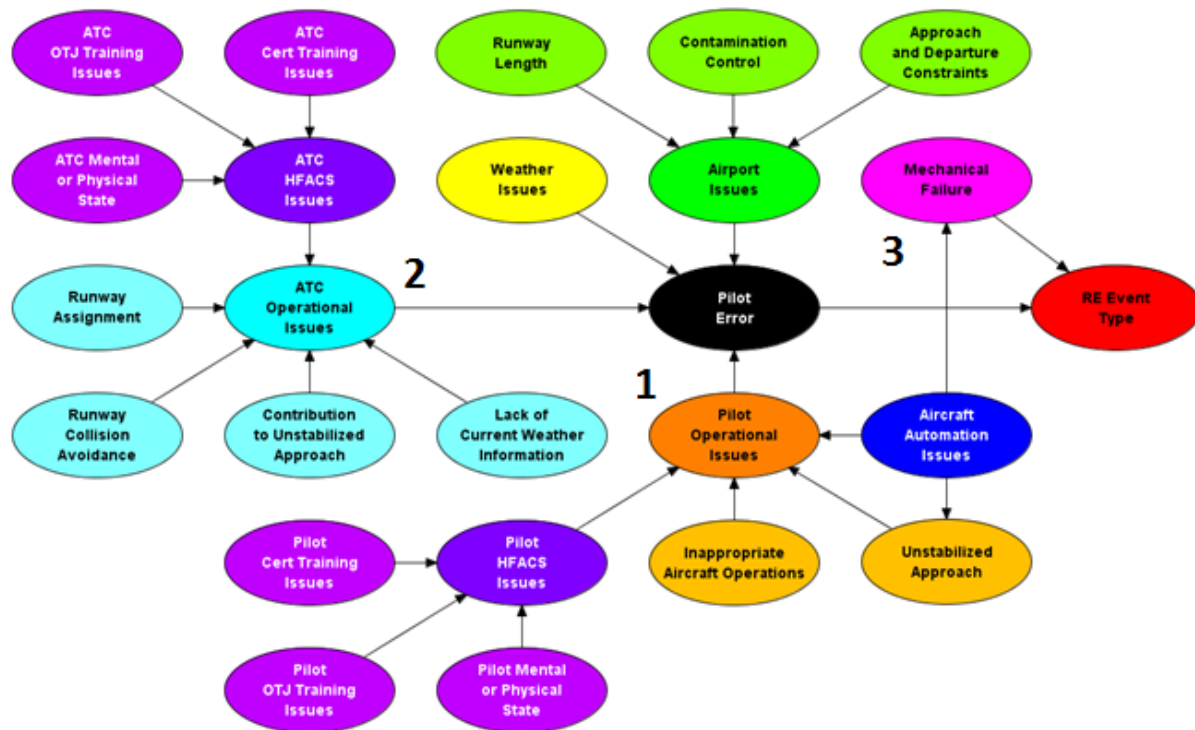 ATC
OTJ Training
Issues
ATC
Cert Training
Issues
Runway
Length
Contamination
Control
Approach
and Departure
Constraints
ATC Mental
or Physical
State
ATC
HFACS
Issues
Weather
Issues
Airport
Issues
Mechanical
Failure
2
3
Runway
Assignment
ATC
Operational
Issues
Pilot
Error
RE Event
Type
1
Runway
Collision
Avoidance
Contribution
to Unstabilized
Approach
Lack of
Current Weather
Information
Pilot
Operational
Issues
Aircraft
Automation
Issues
Pilot
Cert Training
Issues
Pilot
HFACS
Issues
Inappropriate
Aircraft Operations
Unstabilized
Approach
Pilot
OTJ Training
Issues
Pilot Mental
or Physical
State